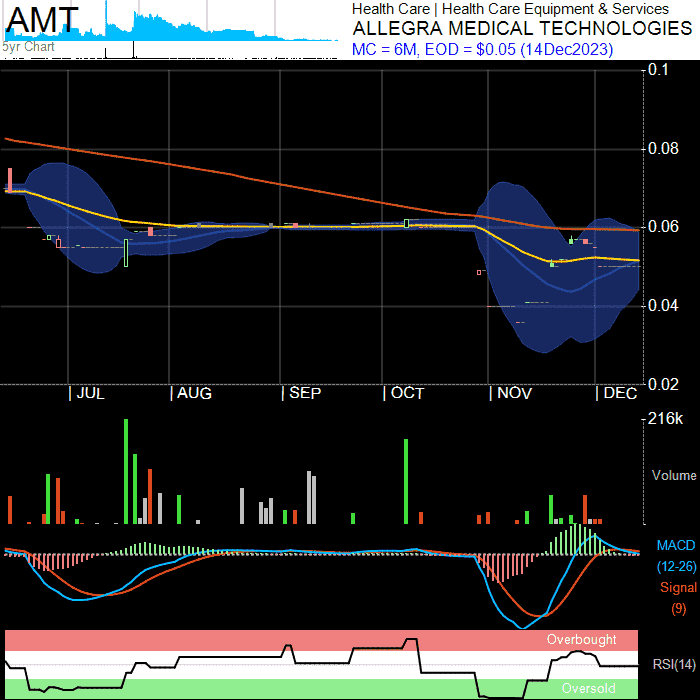 AMT
5yr Chart
Health Care | Health Care Equipment & Services
ALLEGRA MEDICAL TECHNOLOGIES
MC = 6M, EOD = $0.05 (14Dec2023)
0.1
0.08
0.06
0.04
0.02
| JUL | AUG | SEP | OCT | NOV | DEC
216k
Volume
MACD
(12-26)
Signal
(9)
Overbought
RSI(14)
Oversold